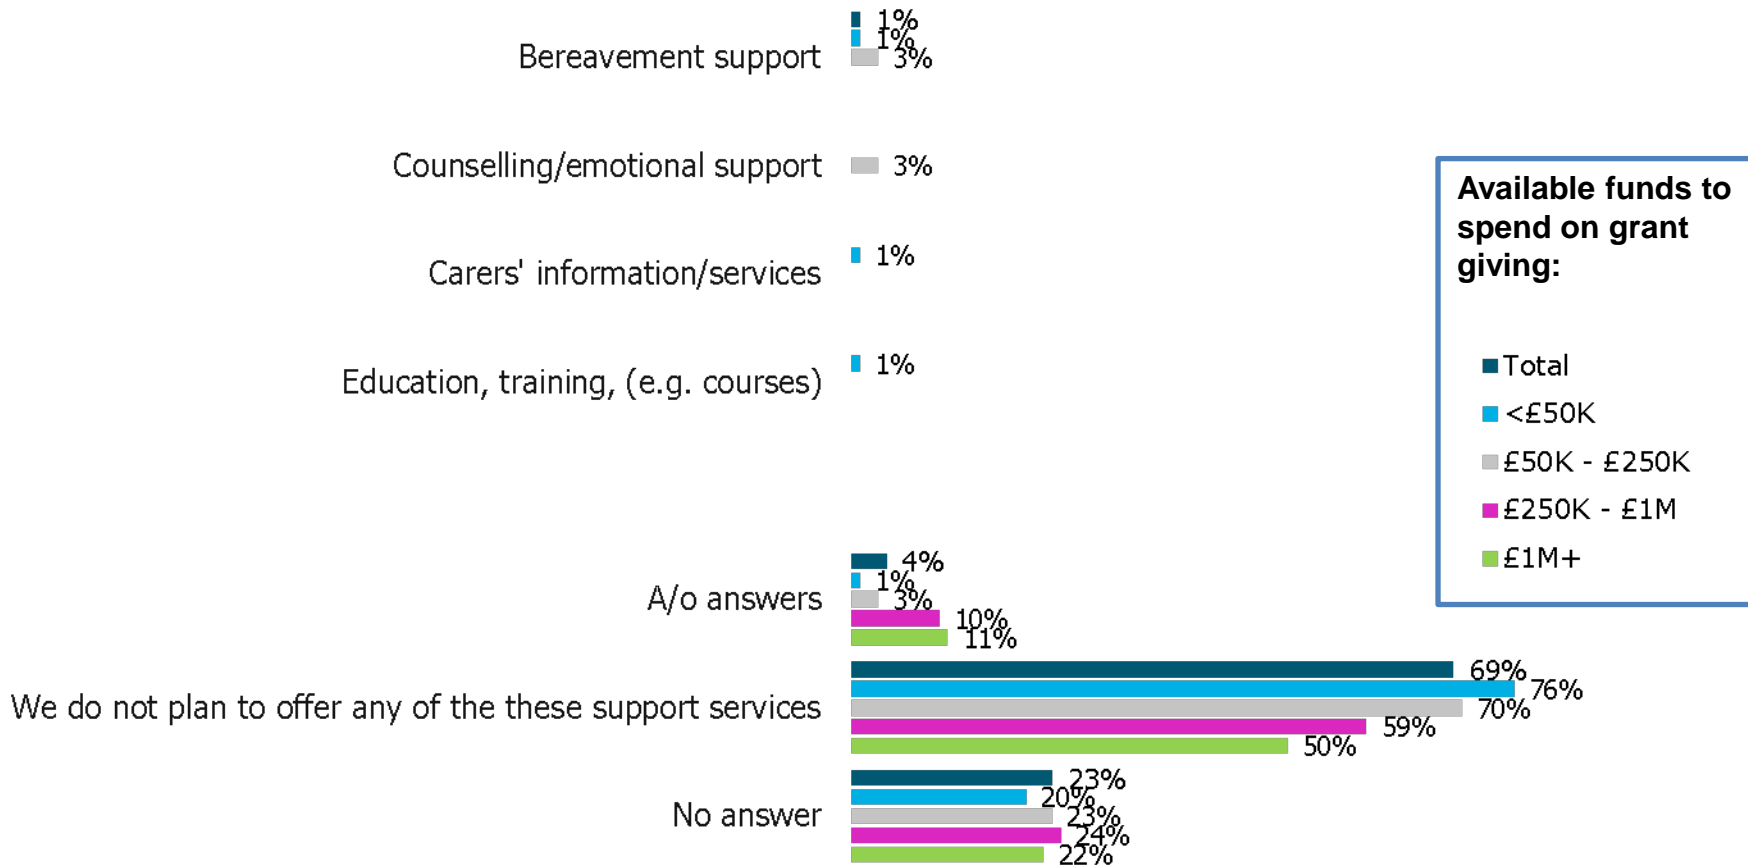 Bereavement support
1%
1%
3%
Counselling/emotional support
3%
Carers' information/services
1%
Education, training, (e.g. courses)
1%
A/o answers
4%
1%
3%
10%
11%
We do not plan to offer any of the these support services
69%
76%
70%
59%
50%
No answer
23%
20%
23%
24%
22%
Available funds to
spend on grant
giving:
Total
<£50K
£50K - £250K
£250K - £1M
£1M+